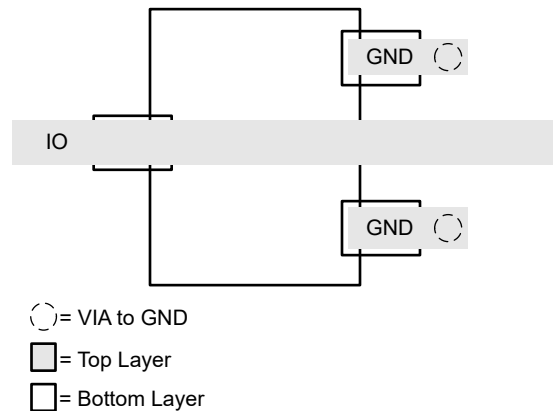 GND
IO
GND
= VIA to GND
= Top Layer
= Bottom Layer